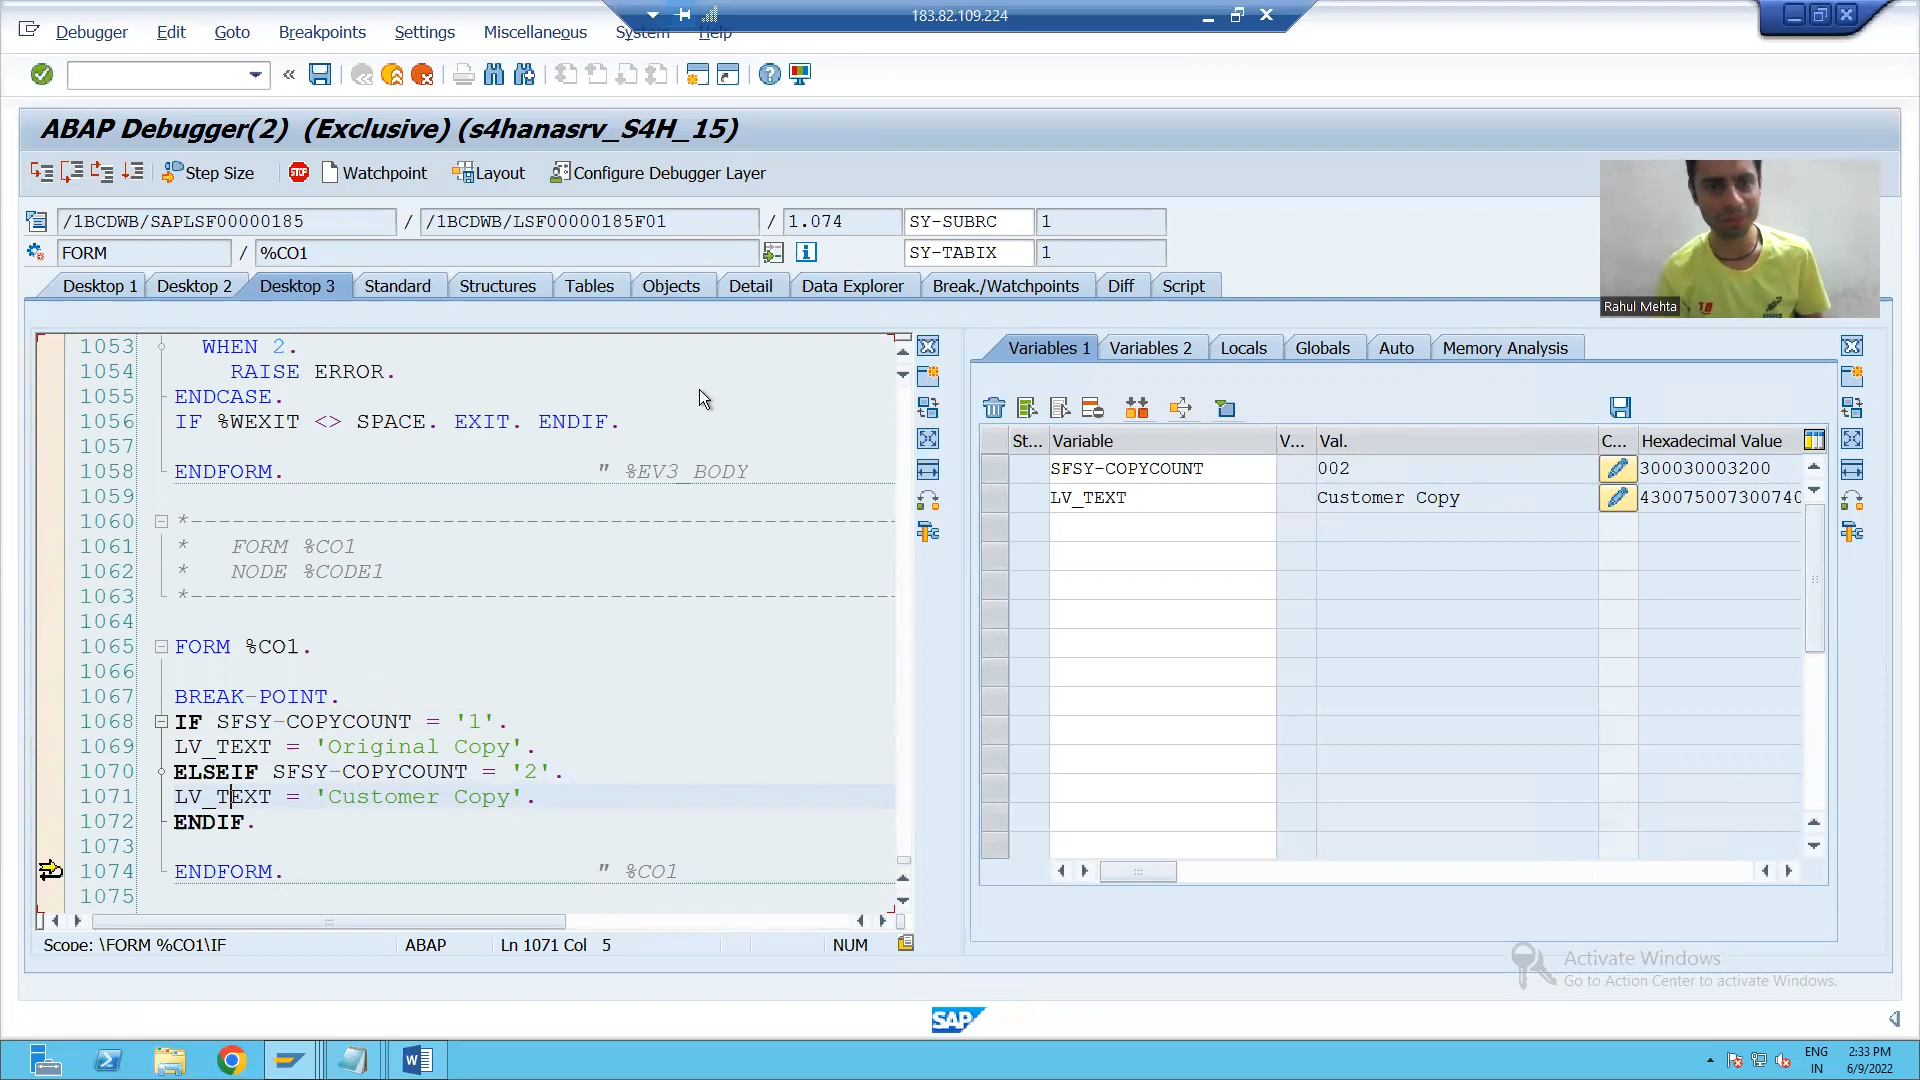 183.82.109.224
Debugger Edit Goto Breakpoints Settings Miscellaneous System Help
ABAP Debugger(2) (Exclusive) (s4hanasrv_S4H_15)
Step Size STOP Watchpoint Layout Configure Debugger Layer
/1BCDWB/SAPLSF00000185 / /1BCDWB/LSF00000185F01 / 1.074 SY-SUBRC 1
FORM / %CO1 SY-TABIX 1
Rahul Mehta
Desktop 1 Desktop 2 Desktop 3 Standard Structures Tables Objects Detail Data Explorer Break./Watchpoints Diff Script
Variables 1 Variables 2 Locals Globals Auto Memory Analysis
St... Variable V... Val. C... Hexadecimal Value
SFSY-COPYCOUNT 002 300030003200
LV_TEXT Customer Copy 430075007300740
1053 WHEN 2.
1054 RAISE ERROR.
1055 ENDCASE.
1056 IF %WEXIT <> SPACE. EXIT. ENDIF.
1057
1058 ENDFORM. " %EV3_BODY
1059
1060 *---------------------------------------------------
1061 * FORM %CO1
1062 * NODE %CODE1
1063 *---------------------------------------------------
1064
1065 FORM %CO1.
1066
1067 BREAK-POINT.
1068 IF SFSY-COPYCOUNT = '1'.
1069 LV_TEXT = 'Original Copy'.
1070 ELSEIF SFSY-COPYCOUNT = '2'.
1071 LV_TEXT = 'Customer Copy'.
1072 ENDIF.
1073
1074 ENDFORM. " %CO1
1075
Scope: \FORM %CO1\IF ABAP Ln 1071 Col 5 NUM
Activate Windows
Go to Action Center to activate Windows.
SAP
ENG
IN
2:33 PM
6/9/2022